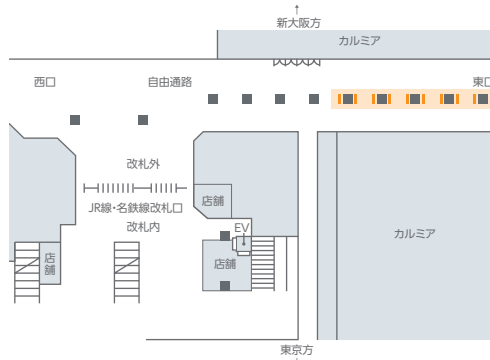 新大阪方
カルミア
西口
自由通路
東口
改札外
JR線・名鉄線改札口
改札内
店舗
EV
店舗
店舗
カルミア
東京方